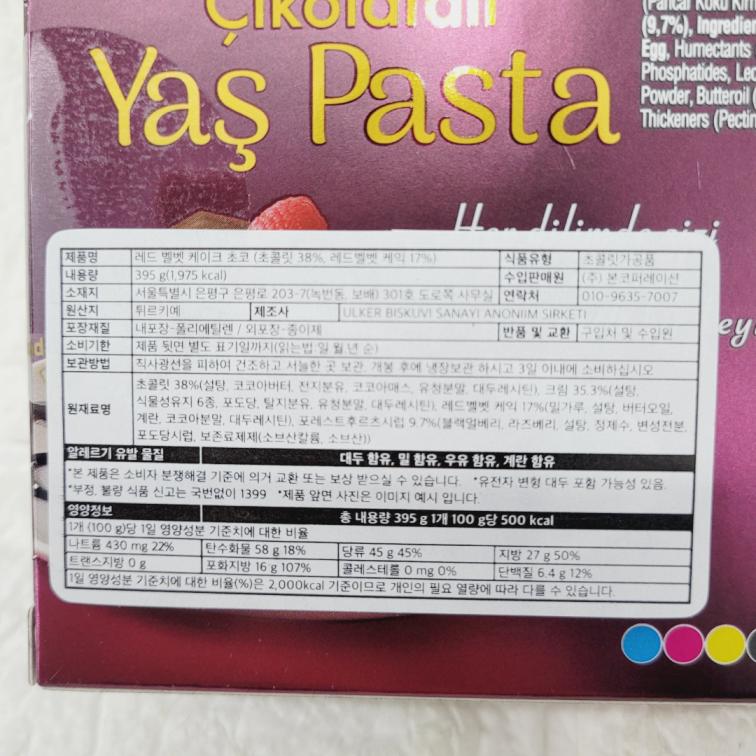 Çikolatalı
Yaş Pasta
(9,7%), Ingredien
Egg, Humectants
Phosphatides, Lec
Powder, Butteroil (
Thickeners (Pectin
Her dilimde sizi
제품명 레드 벨벳 케이크 초코 (초콜릿 38%, 레드벨벳 케익 17%) 식품유형 초콜릿가공품
내용량 395 g(1,975 kcal) 수입판매원 (주) 본코퍼레이션
소재지 서울특별시 은평구 은평로 203-7(녹번동, 보배) 301호 도로쪽 사무실 연락처 010-9635-7007
원산지 튀르키예 제조사 ULKER BISKUVI SANAYI ANONIIM SIRKETI
포장재질 내포장-폴리에틸렌 / 외포장-종이제 반품 및 교환 구입처 및 수입원
소비기한 제품 뒷면 별도 표기일까지(읽는법:일.월.년 순)
보관방법 직사광선을 피하여 건조하고 서늘한 곳 보관. 개봉 후에 냉장보관 하시고 3일 이내에 소비하십시오
원재료명 초콜릿 38%(설탕, 코코아버터, 전지분유, 코코아매스, 유청분말, 대두레시틴), 크림 35.3%(설탕,
식물성유지 6종, 포도당, 탈지분유, 유청분말, 대두레시틴), 레드벨벳 케익 17%(밀가루, 설탕, 버터오일,
계란, 코코아분말, 대두레시틴), 포레스트후르츠시럽 9.7%(블랙얼베리, 라즈베리, 설탕, 정제수, 변성전분,
포도당시럽, 보존료제제(소브산칼륨, 소브산))
알레르기 유발 물질 대두 함유, 밀 함유, 우유 함유, 계란 함유
*본 제품은 소비자 분쟁해결 기준에 의거 교환 또는 보상 받으실 수 있습니다. *유전자 변형 대두 포함 가능성 있음.
*부정, 불량 식품 신고는 국번없이 1399 *제품 앞면 사진은 이미지 예시 입니다.
영양정보 총 내용량 395 g 1개 100 g당 500 kcal
1개 (100 g)당 1일 영양성분 기준치에 대한 비율
나트륨 430 mg 22% 탄수화물 58 g 18% 당류 45 g 45% 지방 27 g 50%
트랜스지방 0 g 포화지방 16 g 107% 콜레스테롤 0 mg 0% 단백질 6.4 g 12%
1일 영양성분 기준치에 대한 비율(%)은 2,000kcal 기준이므로 개인의 필요 열량에 따라 다를 수 있습니다.